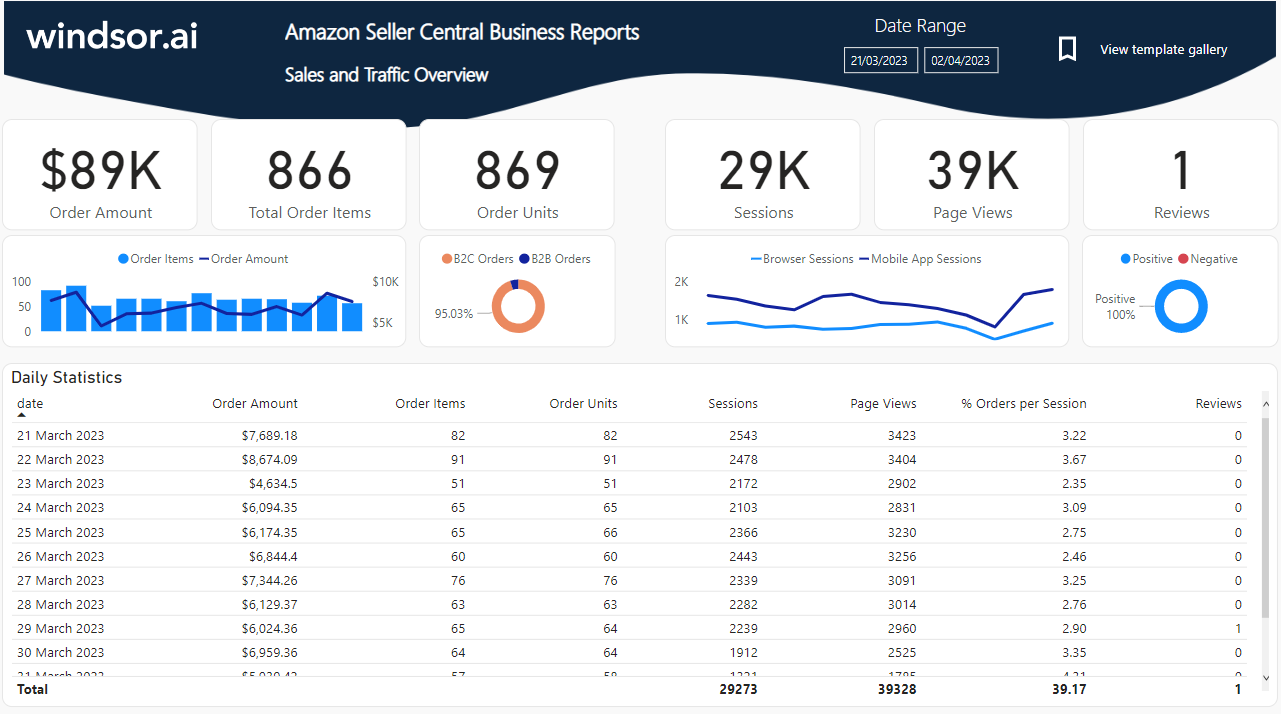 windsor.ai
Amazon Seller Central Business Reports
Sales and Traffic Overview
Date Range
21/03/2023 02/04/2023
View template gallery
$89K
Order Amount
866
Total Order Items
869
Order Units
29K
Sessions
39K
Page Views
1
Reviews
Order Items Order Amount
100
50
0
$10K
$5K
B2C Orders B2B Orders
95.03%
Browser Sessions Mobile App Sessions
2K
1K
Positive Negative
Positive
100%
Daily Statistics
date Order Amount Order Items Order Units Sessions Page Views % Orders per Session Reviews
21 March 2023 $7,689.18 82 82 2543 3423 3.22 0
22 March 2023 $8,674.09 91 91 2478 3404 3.67 0
23 March 2023 $4,634.5 51 51 2172 2902 2.35 0
24 March 2023 $6,094.35 65 65 2103 2831 3.09 0
25 March 2023 $6,174.35 65 66 2366 3230 2.75 0
26 March 2023 $6,844.4 60 60 2443 3256 2.46 0
27 March 2023 $7,344.26 76 76 2339 3091 3.25 0
28 March 2023 $6,129.37 63 63 2282 3014 2.76 0
29 March 2023 $6,024.36 65 64 2239 2960 2.90 1
30 March 2023 $6,959.36 64 64 1912 2525 3.35 0
31 March 2023
Total 29273 39328 39.17 1